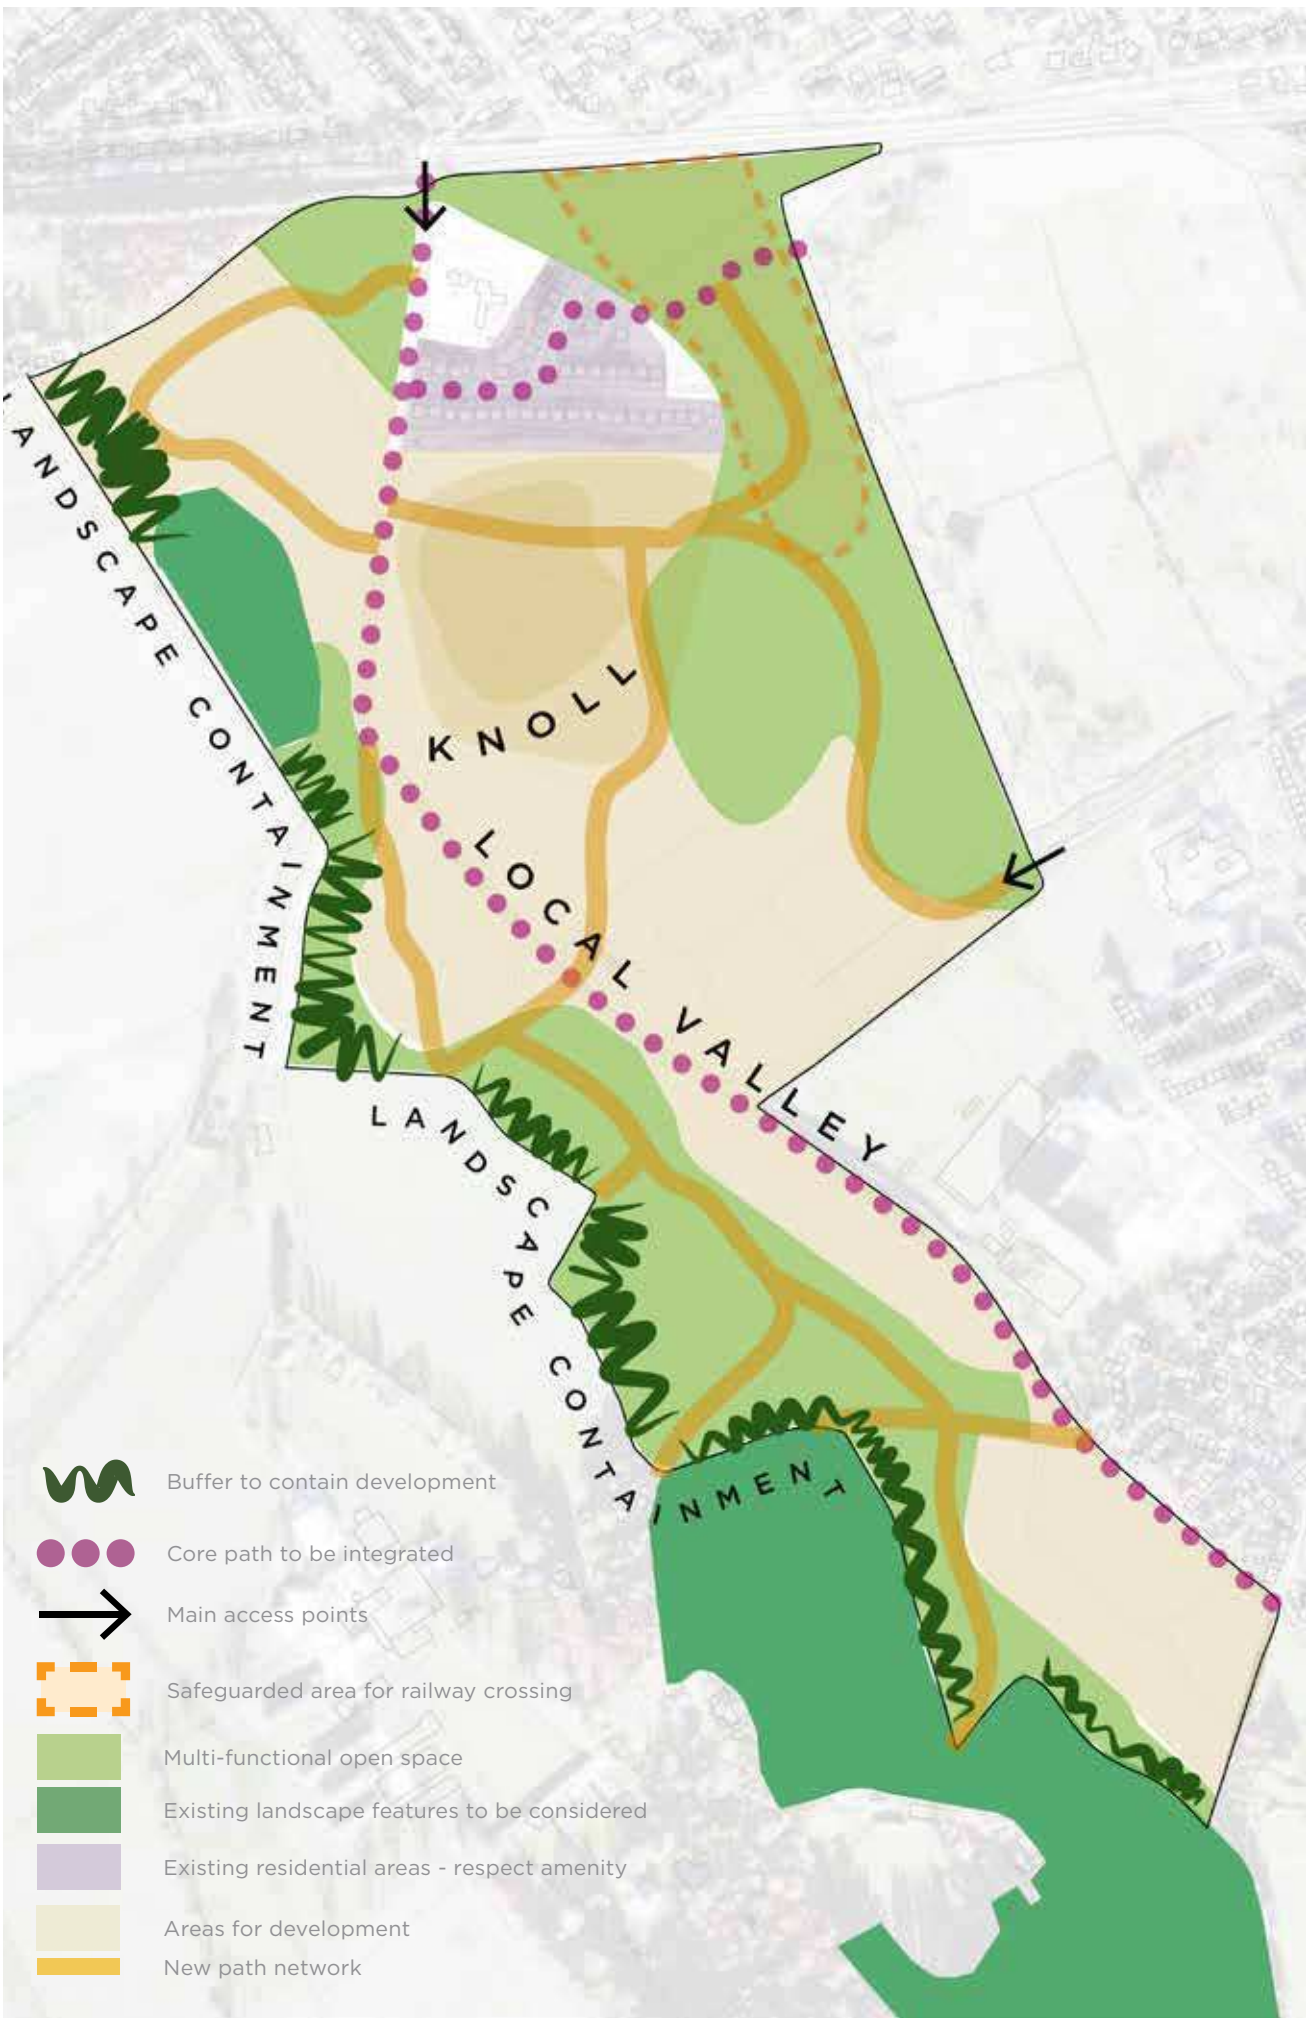 LANDSCAPE CONTAINMENT
KNOLL
LOCAL VALLEY
LANDSCAPE CONTAINMENT
Buffer to contain development
Core path to be integrated
Main access points
Safeguarded area for railway crossing
Multi-functional open space
Existing landscape features to be considered
Existing residential areas - respect amenity
Areas for development
New path network